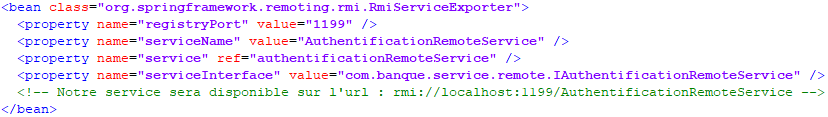 <bean class="org.springframework.remoting.rmi.RmiServiceExporter">
<property name="registryPort" value="1199" />
<property name="serviceName" value="AuthentificationRemoteService" />
<property name="service" ref="authentificationRemoteService" />
<property name="serviceInterface" value="com.banque.service.remote.IAuthentificationRemoteService" />
<!-- Notre service sera disponible sur l'url : rmi://localhost:1199/AuthentificationRemoteService -->
</bean>